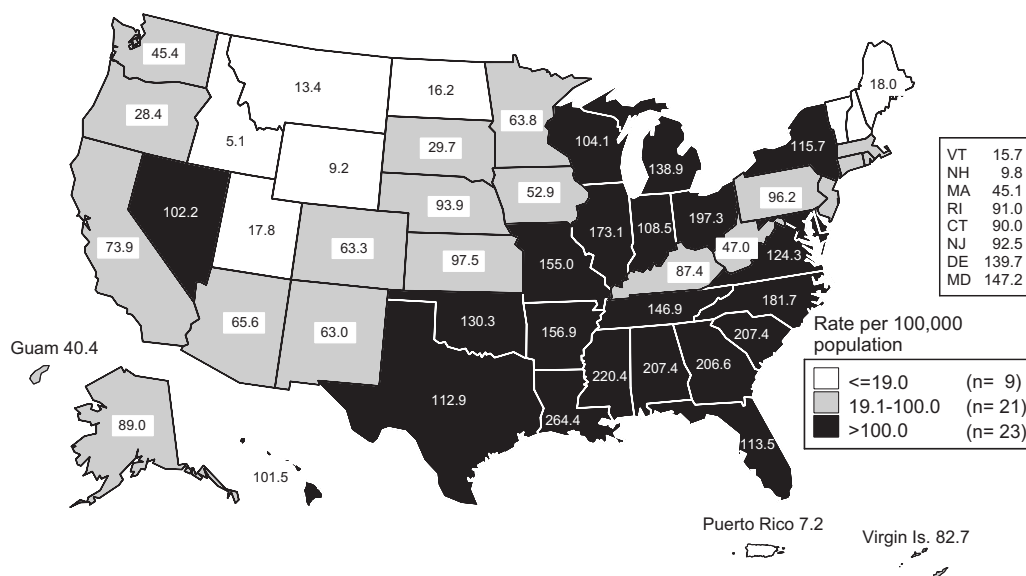 45.4
13.4
16.2
18.0
28.4
63.8
5.1
29.7
104.1
138.9
115.7
9.2
52.9
96.2
102.2
93.9
197.3
17.8
173.1
108.5
47.0
73.9
63.3
97.5
155.0
87.4
124.3
65.6
63.0
130.3
156.9
146.9
181.7
207.4
220.4
207.4
206.6
112.9
264.4
113.5
VT 15.7
NH 9.8
MA 45.1
RI 91.0
CT 90.0
NJ 92.5
DE 139.7
MD 147.2
Guam 40.4
89.0
101.5
Rate per 100,000
population
<=19.0 (n= 9)
19.1-100.0 (n= 21)
>100.0 (n= 23)
Puerto Rico 7.2
Virgin Is. 82.7